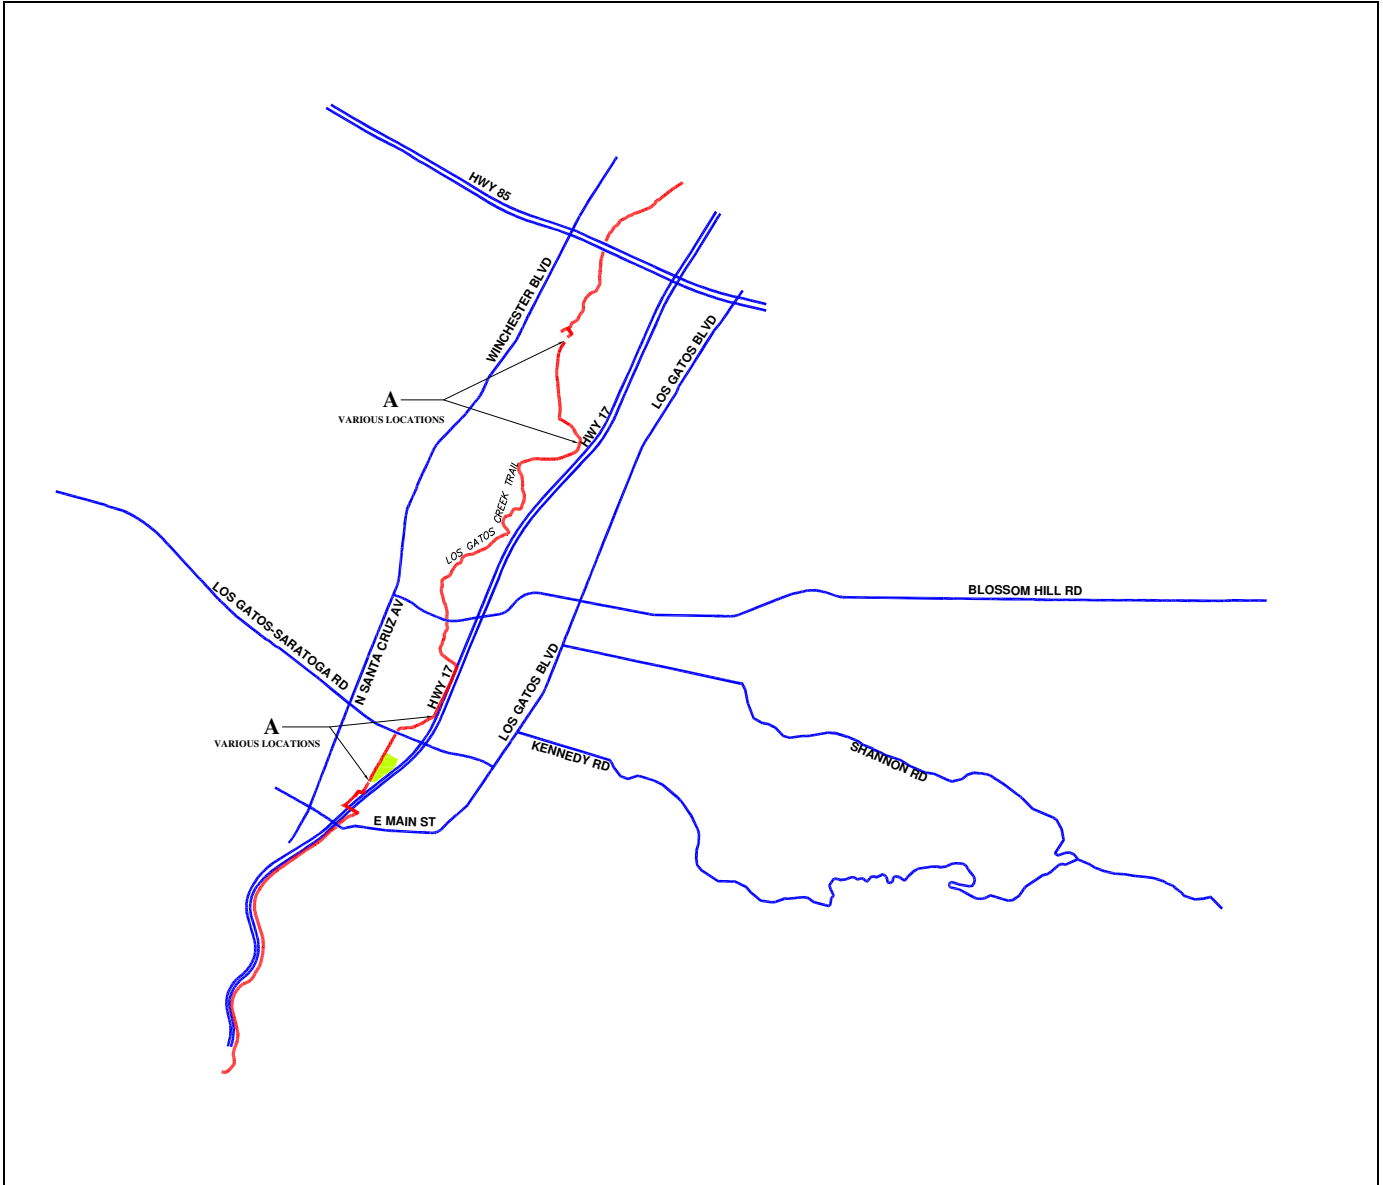 HWY 85
WINCHESTER BLVD
LOS GATOS BLVD
A
VARIOUS LOCATIONS
HWY 17
LOS GATOS CREEK TRAIL
LOS GATOS-SARATOGA RD
N SANTA CRUZ AV
BLOSSOM HILL RD
HWY 17
LOS GATOS BLVD
A
VARIOUS LOCATIONS
KENNEDY RD
SHANNON RD
E MAIN ST